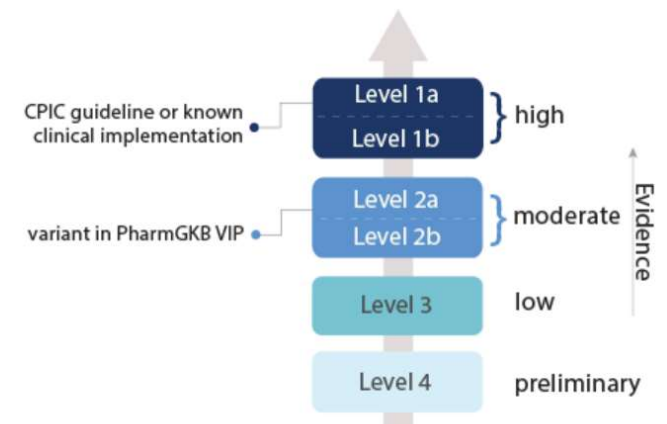 CPIC guideline or known
clinical implementation
Level 1a
Level 1b
high
variant in PharmGKB VIP
Level 2a
Level 2b
moderate
Level 3
low
Level 4
preliminary
Evidence